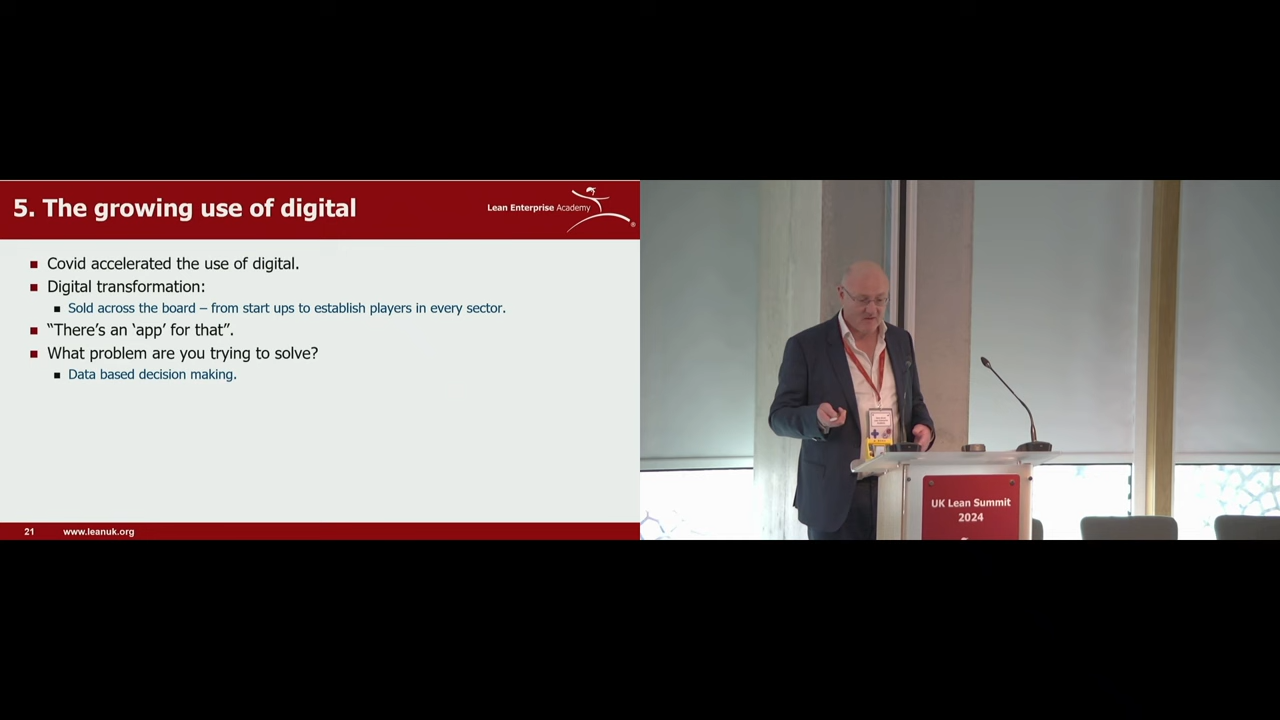 5. The growing use of digital
Lean Enterprise Academy
®
■ Covid accelerated the use of digital.
■ Digital transformation:
■ Sold across the board – from start ups to establish players in every sector.
■ “There’s an ‘app’ for that”.
■ What problem are you trying to solve?
■ Data based decision making.
21 www.leanuk.org
UK Lean Summit
2024